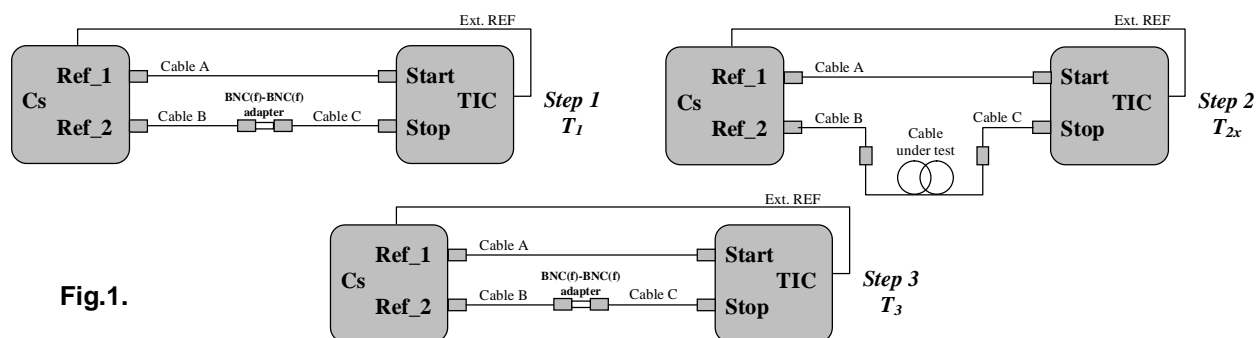 Ext. REF
Ref_1
Cable A
Start
Cs
BNC(f)-BNC(f)
adapter
TIC
Step 1
T1
Ref_2
Cable B
Cable C
Stop
Ext. REF
Ref_1
Cable A
Start
Cs
TIC
Step 2
T2x
Ref_2
Cable B
Cable
under test
Cable C
Stop
Ext. REF
Ref_1
Cable A
Start
Cs
BNC(f)-BNC(f)
adapter
TIC
Step 3
T3
Ref_2
Cable B
Cable C
Stop
Fig.1.